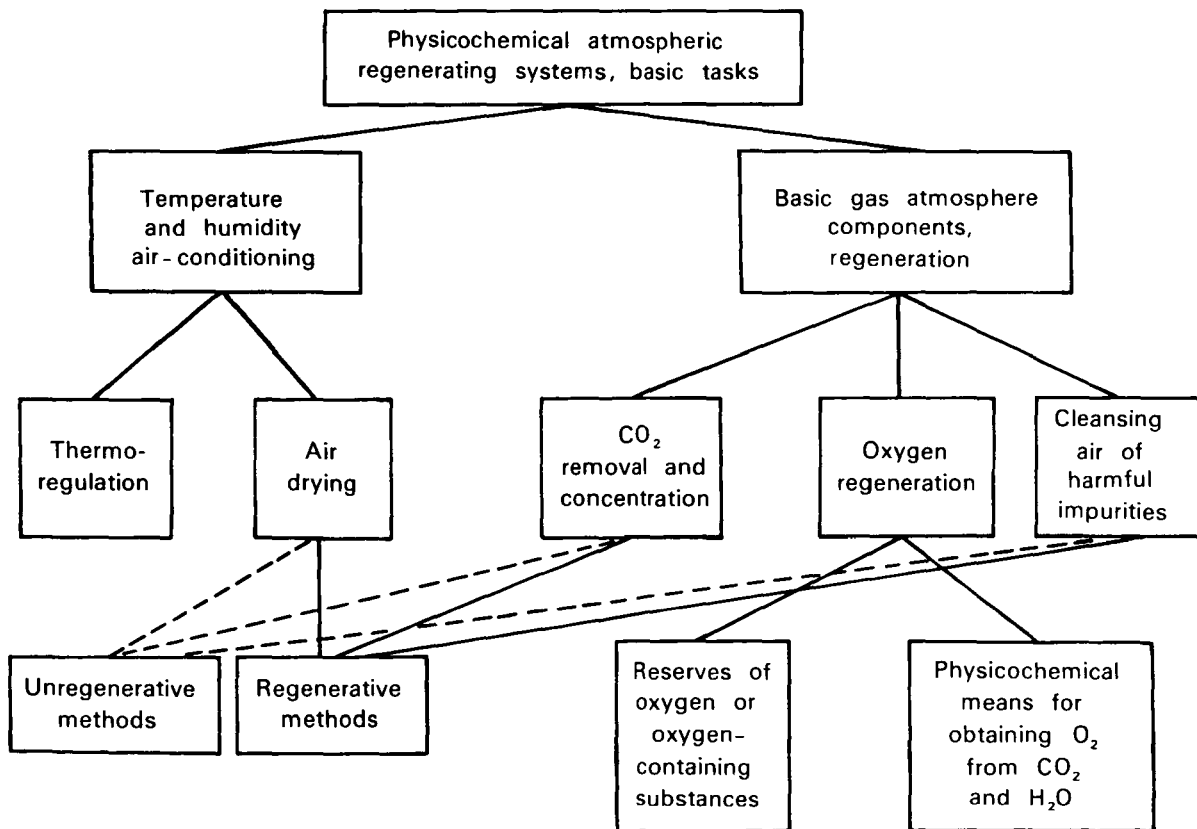 Physicochemical atmospheric
regenerating systems, basic tasks
Temperature
and humidity
air-conditioning
Basic gas atmosphere
components,
regeneration
Thermo-
regulation
Air
drying
CO₂
removal and
concentration
Oxygen
regeneration
Cleansing
air of
harmful
impurities
Unregenerative
methods
Regenerative
methods
Reserves of
oxygen or
oxygen-
containing
substances
Physicochemical
means for
obtaining O₂
from CO₂
and H₂O